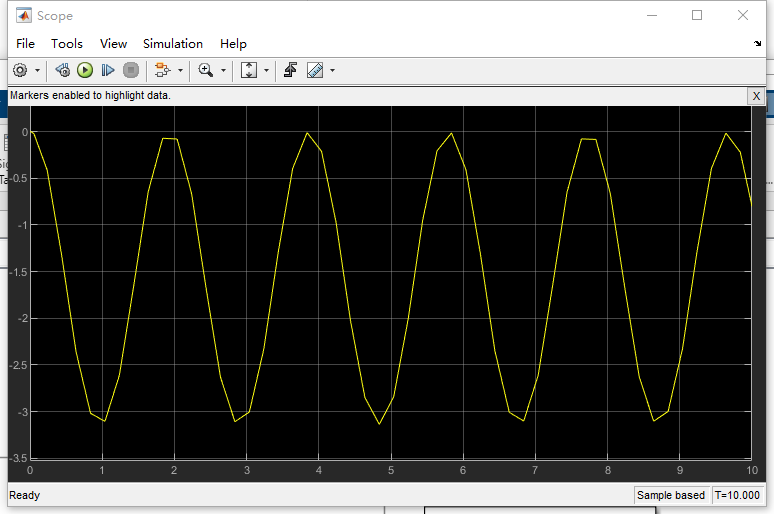 Scope
File Tools View Simulation Help
Markers enabled to highlight data.
X
0
-0.5
-1
-1.5
-2
-2.5
-3
-3.5
0 1 2 3 4 5 6 7 8 9 10
Ready
Sample based T=10.000